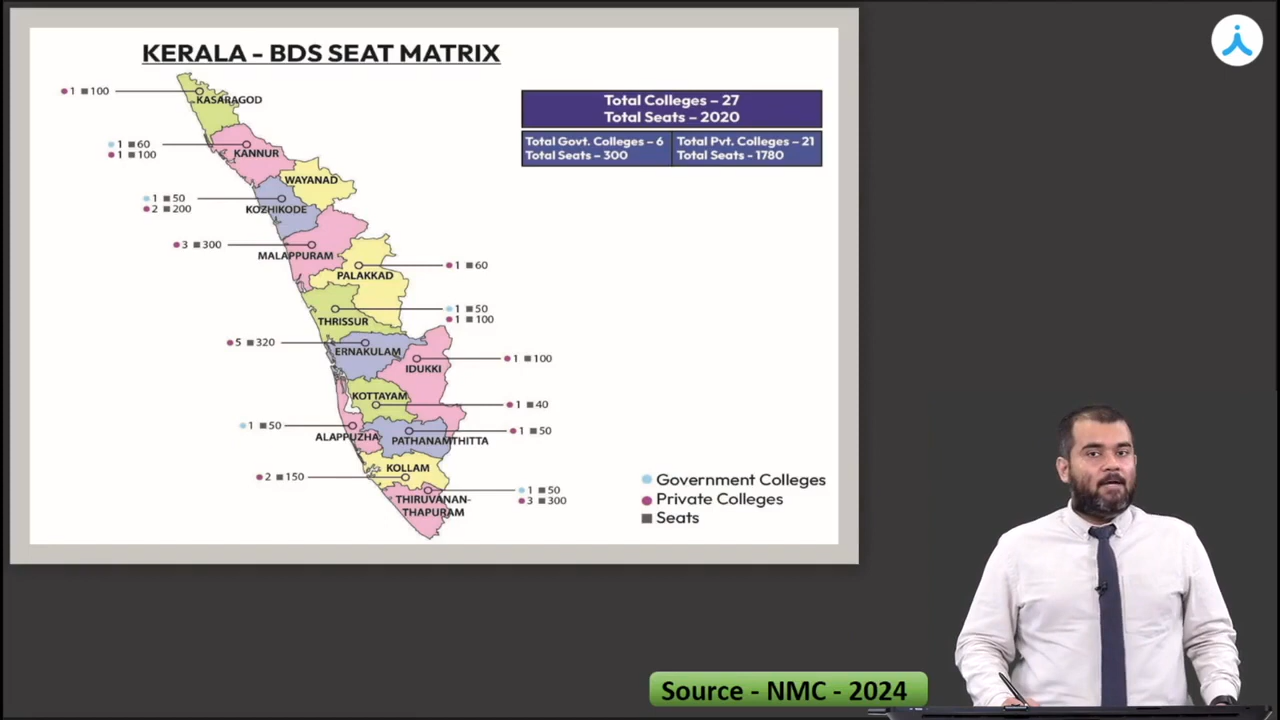 KERALA – BDS SEAT MATRIX
Total Colleges – 27
Total Seats – 2020
Total Govt. Colleges – 6
Total Seats – 300
Total Pvt. Colleges – 21
Total Seats - 1780
1 100
KASARAGOD
1 60
1 100
KANNUR
WAYANAD
1 50
2 200
KOZHIKODE
3 300
MALAPPURAM
1 60
PALAKKAD
1 50
1 100
THRISSUR
5 320
ERNAKULAM
1 100
IDUKKI
KOTTAYAM
1 40
1 50
ALAPPUZHA
1 50
PATHANAMTHITTA
2 150
KOLLAM
1 50
3 300
THIRUVANAN-
THAPURAM
Government Colleges
Private Colleges
Seats
Source - NMC - 2024